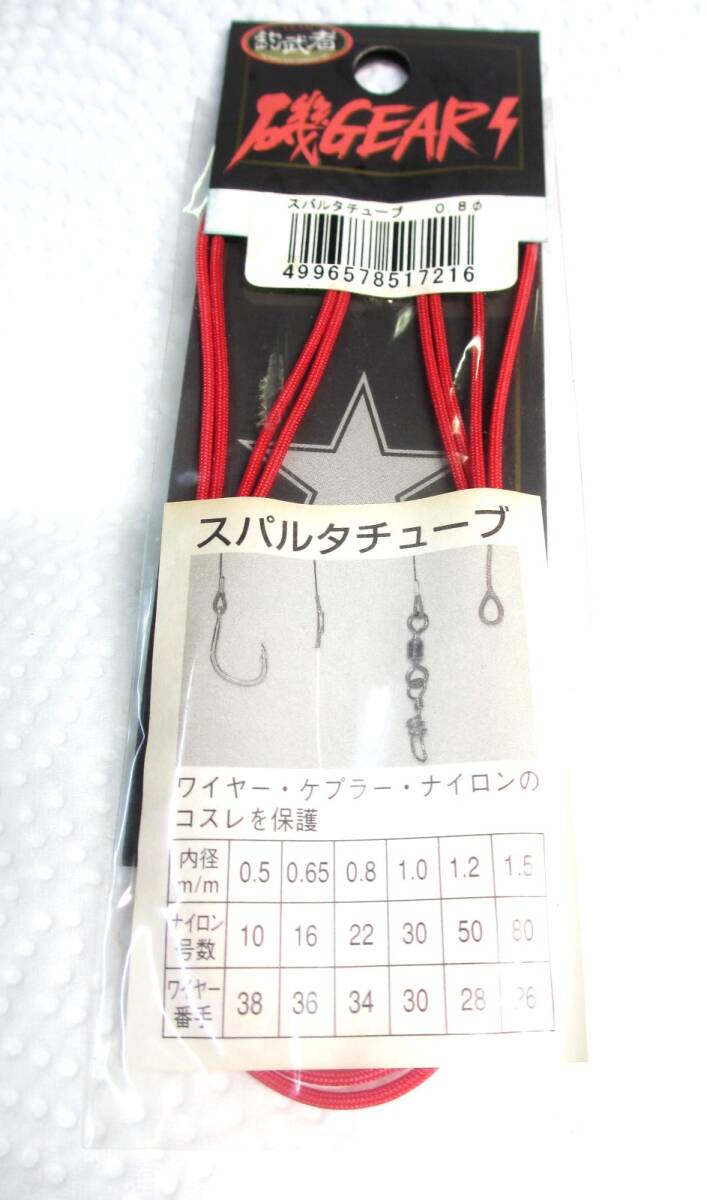 釣武者
磯GEAR
スパルタチューブ 0.8φ
4996578517216
スパルタチューブ
ワイヤー・ケプラー・ナイロンの
コスレを保護
内径 m/m 0.5 0.65 0.8 1.0 1.2 1.5
ナイロン 号数 10 16 22 30 50 80
ワイヤー 番手 38 36 34 30 28 26